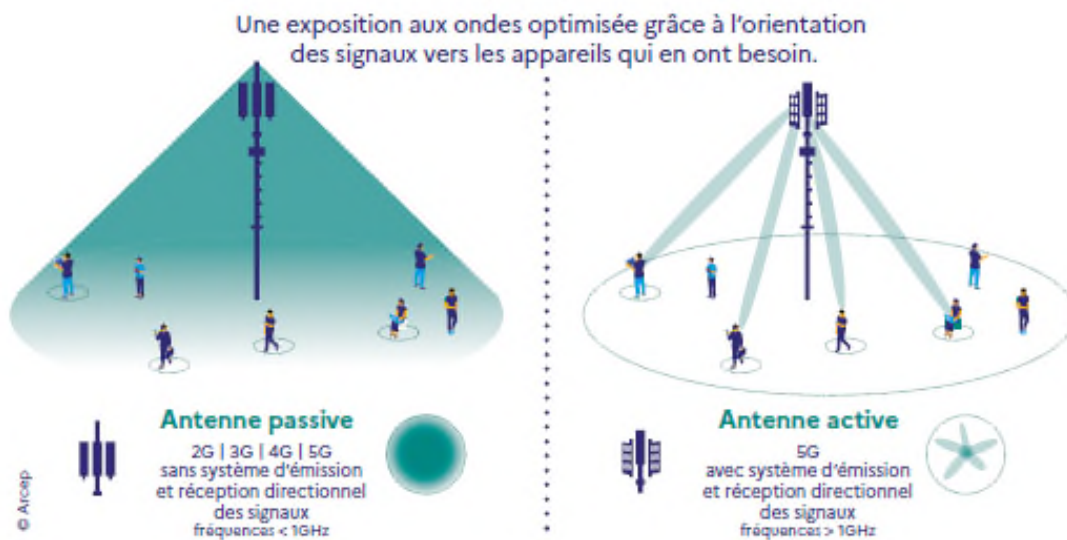 Une exposition aux ondes optimisée grâce à l'orientation
des signaux vers les appareils qui en ont besoin.
Antenne passive
2G | 3G | 4G | 5G
sans système d'émission
et réception directionnel
des signaux
fréquences < 1GHz
Antenne active
5G
avec système d'émission
et réception directionnel
des signaux
fréquences > 1GHz
© Arcep